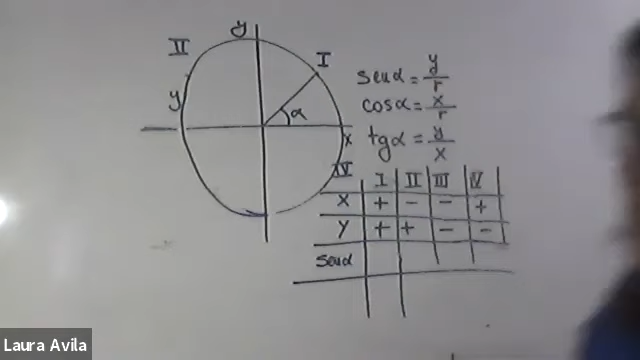 y
II
I
y
α
x
IV
senα = y/r
cosα = x/r
tgα = y/x
I II III IV
X + - - +
Y + + - -
senα
Laura Avila